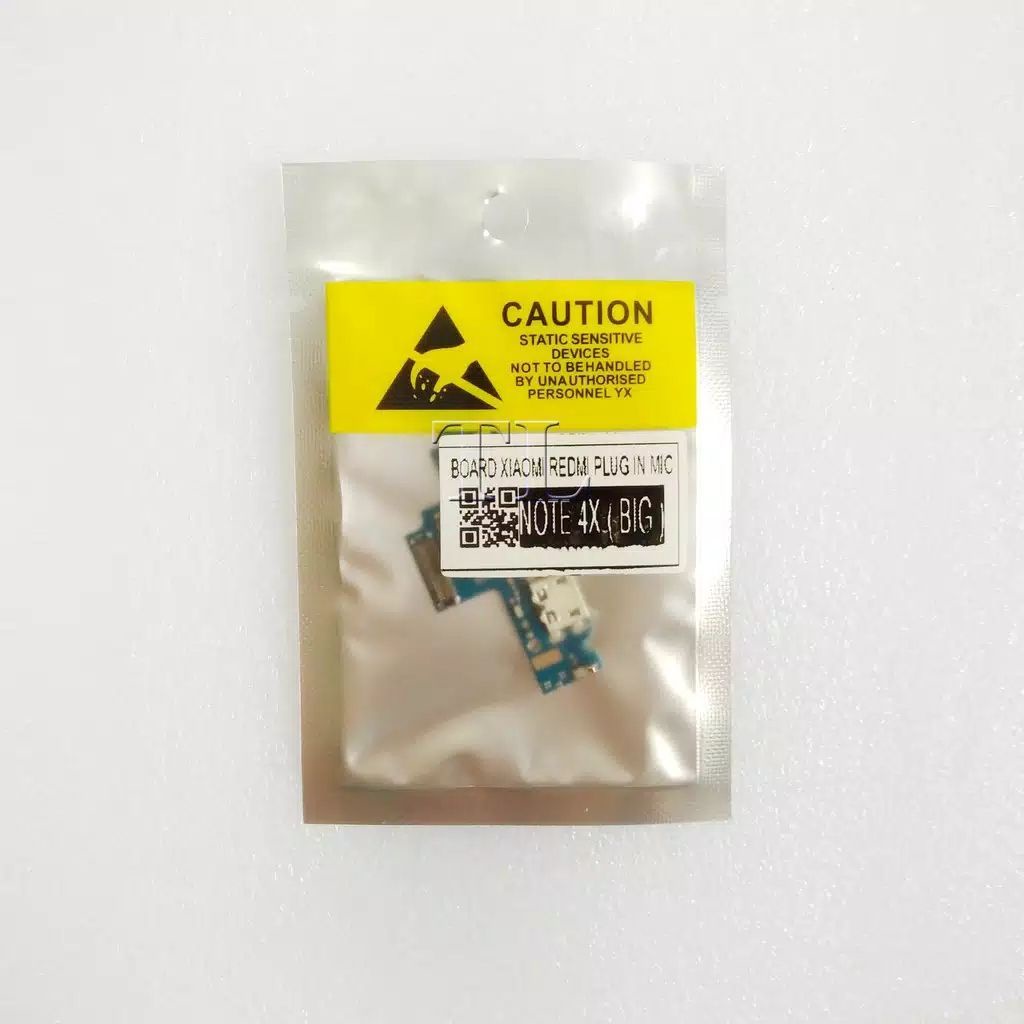 CAUTION
STATIC SENSITIVE
DEVICES
NOT TO BEHANDLED
BY UNAUTHORISED
PERSONNEL YX
TL
BOARD XIAOMI REDMI PLUG IN MIC
NOTE 4X ( BIG )